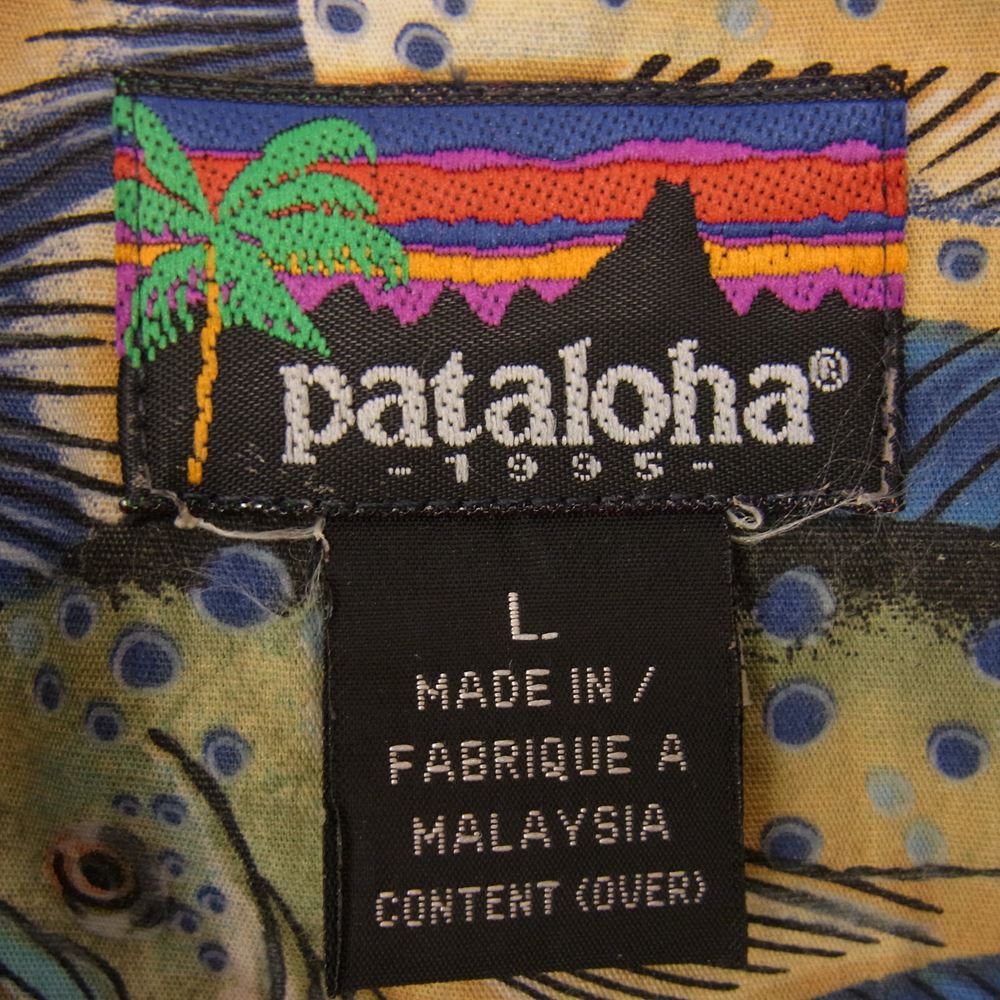 pataloha®
-1995-
L
MADE IN /
FABRIQUE A
MALAYSIA
CONTENT (OVER)